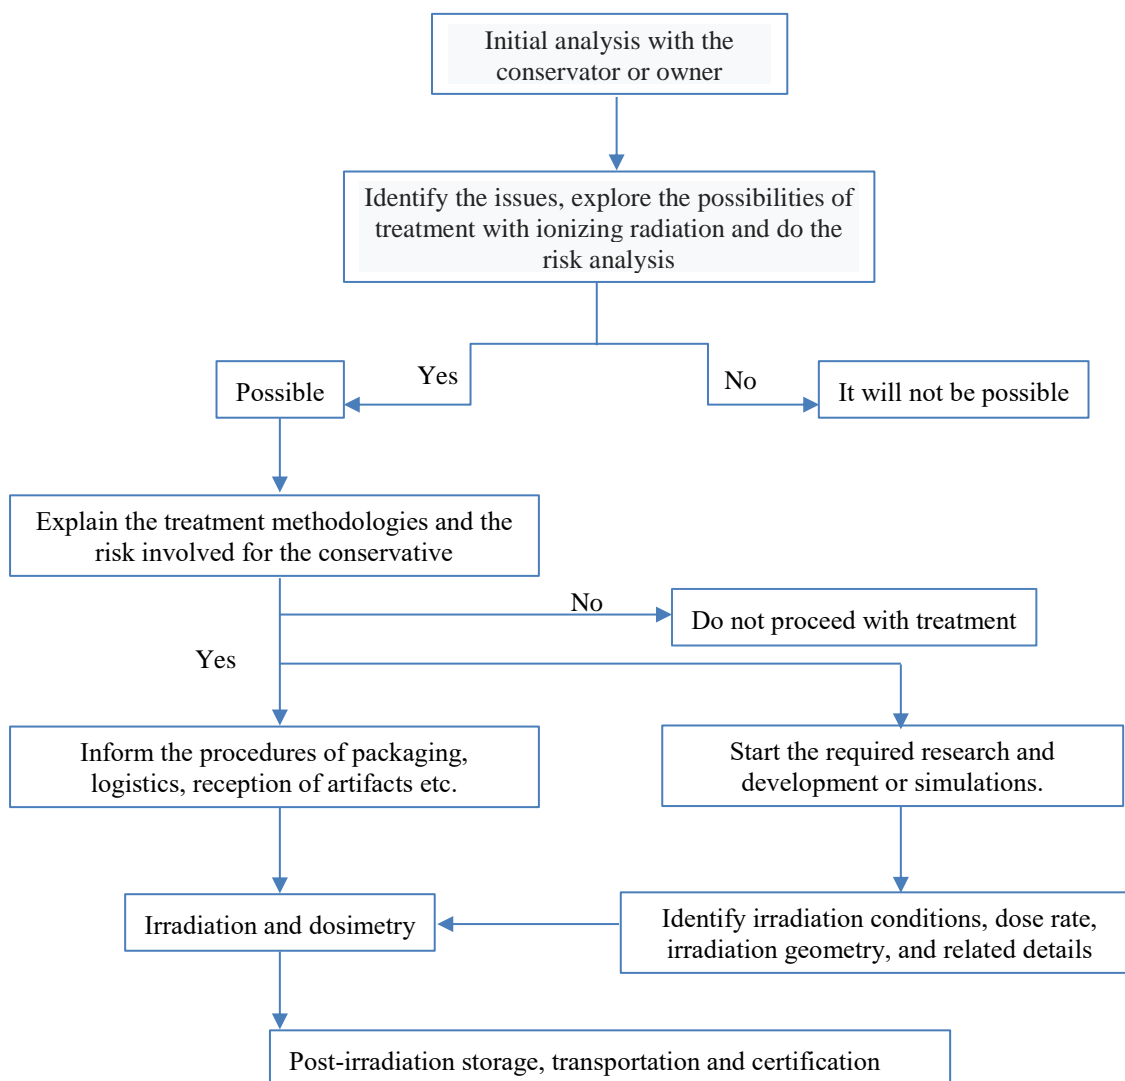 Initial analysis with the
conservator or owner
Identify the issues, explore the possibilities of
treatment with ionizing radiation and do the
risk analysis
Yes
No
Possible
It will not be possible
Explain the treatment methodologies and the
risk involved for the conservative
No
Do not proceed with treatment
Yes
Inform the procedures of packaging,
logistics, reception of artifacts etc.
Start the required research and
development or simulations.
Irradiation and dosimetry
Identify irradiation conditions, dose rate,
irradiation geometry, and related details
Post-irradiation storage, transportation and certification